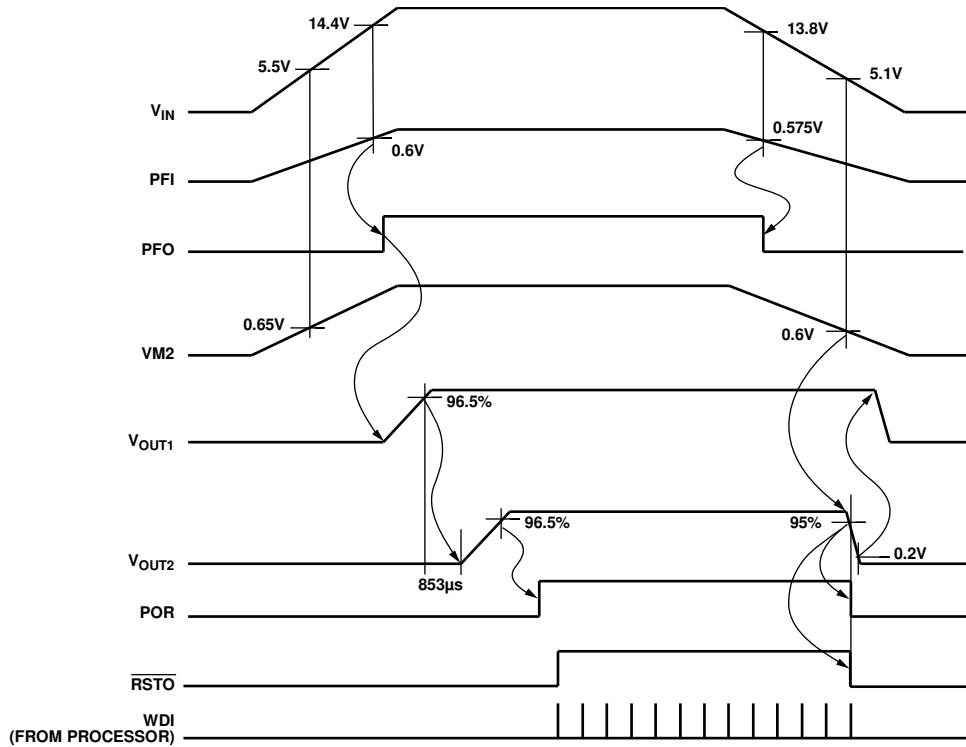 14.4V
13.8V
5.5V
5.1V
VIN
0.6V
0.575V
PFI
PFO
0.65V
0.6V
VM2
96.5%
VOUT1
96.5%
95%
0.2V
VOUT2
853µs
POR
RSTO
WDI
(FROM PROCESSOR)